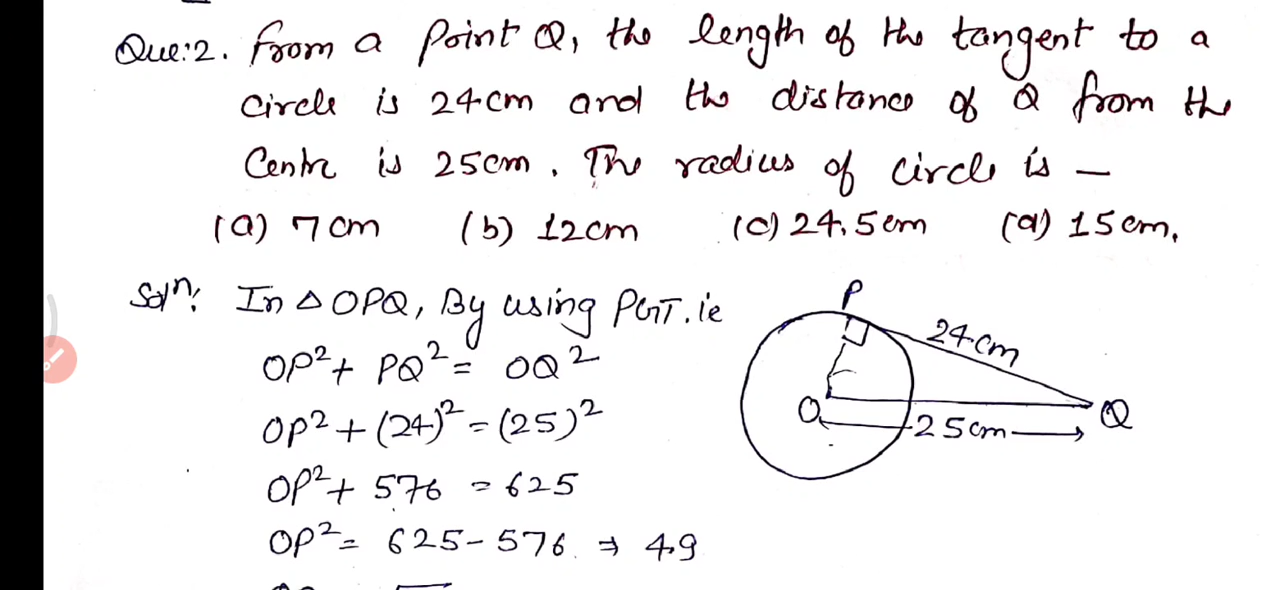 Que:2. From a point Q, the length of the tangent to a
circle is 24cm and the distance of Q from the
Centre is 25cm. The radius of circle is —
(a) 7cm (b) 12cm (c) 24.5cm (d) 15cm.
Solⁿ: In △OPQ, By using PGT. ie
OP²+ PQ² = OQ²
OP² + (24)² = (25)²
OP²+ 576 = 625
OP² = 625-576. ⇒ 49
P
24cm
O
25cm
Q